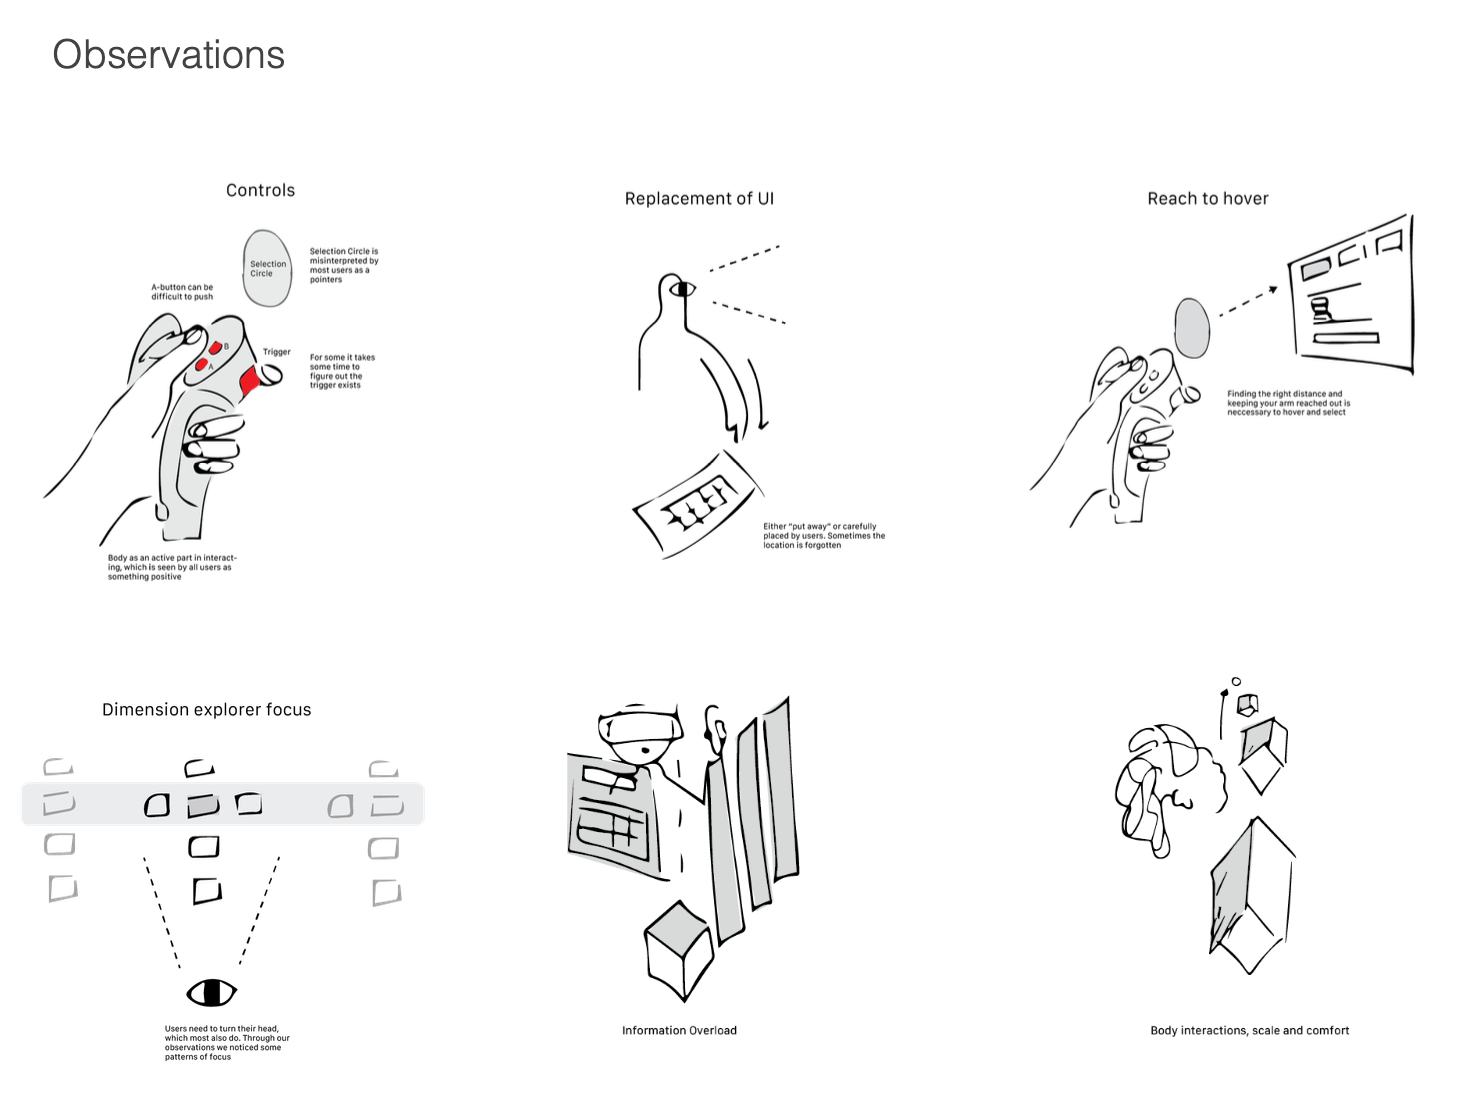 Observations
Controls
Selection
Circle
Selection Circle is
misinterpreted by
most users as a
pointers
A-button can be
difficult to push
B
A
Trigger
For some it takes
some time to
figure out the
trigger exists
Body as an active part in interact-
ing, which is seen by all users as
something positive
Replacement of UI
Either "put away" or carefully
placed by users. Sometimes the
location is forgotten
Reach to hover
Finding the right distance and
keeping your arm reached out is
neccessary to hover and select
Dimension explorer focus
Users need to turn their head,
which most also do. Through our
observations we noticed some
patterns of focus
Information Overload
Body interactions, scale and comfort